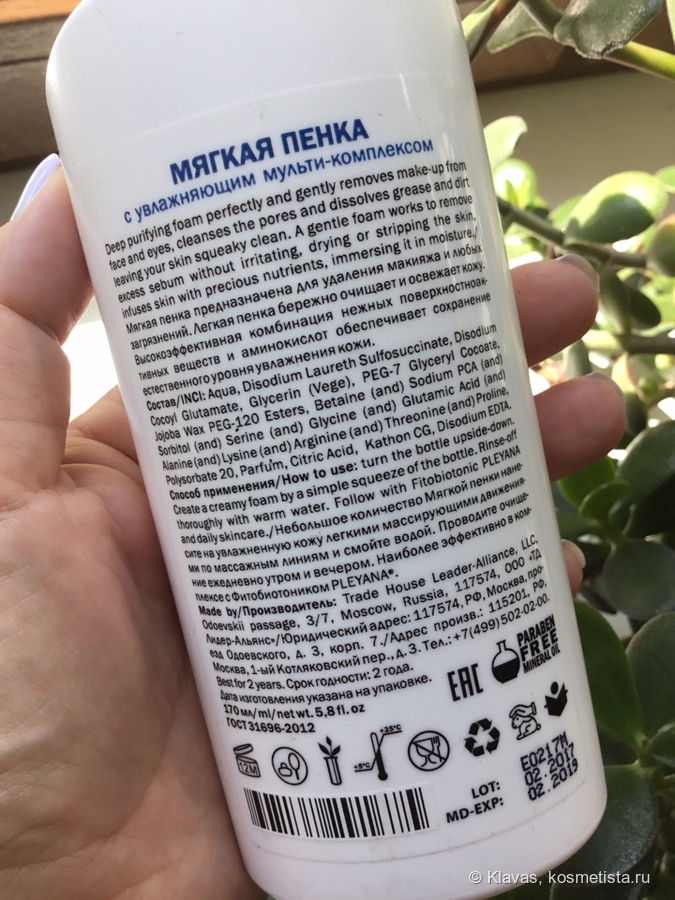 МЯГКАЯ ПЕНКА
с увлажняющим мульти-комплексом
Deep purifying foam perfectly and gently removes make-up from
face and eyes, cleanses the pores and dissolves grease and dirt
leaving your skin squeaky clean. A gentle foam works to remove
excess sebum without irritating, drying or stripping the skin,
infuses skin with precious nutrients, immersing it in moisture./
Мягкая пенка предназначена для удаления макияжа и любых
загрязнений. Легкая пенка бережно очищает и освежает кожу.
Высокоэффективная комбинация нежных поверхностноак-
тивных веществ и аминокислот обеспечивает сохранение
естественного уровня увлажнения кожи.
Состав/INCI: Aqua, Disodium Laureth Sulfosuccinate, Disodium
Cocoyl Glutamate, Glycerin (Vege), PEG-7 Glyceryl Cocoate,
Jojoba Wax PEG-120 Esters, Betaine (and) Sodium PCA (and)
Sorbitol (and) Serine (and) Glycine (and) Glutamic Acid (and)
Alanine (and) Lysine (and) Arginine (and) Threonine (and) Proline,
Polysorbate 20, Parfum, Citric Acid, Kathon CG, Disodium EDTA.
Способ применения/How to use: turn the bottle upside-down.
Create a creamy foam by a simple squeeze of the bottle. Rinse-off
thoroughly with warm water. Follow with Fitobiotonic PLEYANA
and daily skincare./Небольшое количество Мягкой пенки нане-
сите на увлажненную кожу легкими массирующими движения-
ми по массажным линиям и смойте водой. Проводите очище-
ние ежедневно утром и вечером. Наиболее эффективно в ком-
плексе с Фитобиотоником PLEYANA®.
Made by/Производитель: Trade House Leader-Alliance, LLC,
Odoevskii passage, 3/7, Moscow, Russia, 117574, ООО "ТД
Лидер-Альянс"/Юридический адрес: 117574, РФ, Москва, про-
езд Одоевского, д. 3, корп. 7./Адрес произв.: 115201, РФ,
Москва, 1-ый Котляковский пер., д. 3. Тел.: +7(499) 502-02-00.
Best for 2 years. Срок годности: 2 года.
Дата изготовления указана на упаковке.
170 мл/ml/net wt. 5,8 fl. oz
ГОСТ 31696-2012
EAC
PARABEN
FREE
MINERAL OIL
12M
+5°C
+25°C
LOT: E0217M
MD-EXP: 02.2017
02.2019
© Klavas, kosmetista.ru